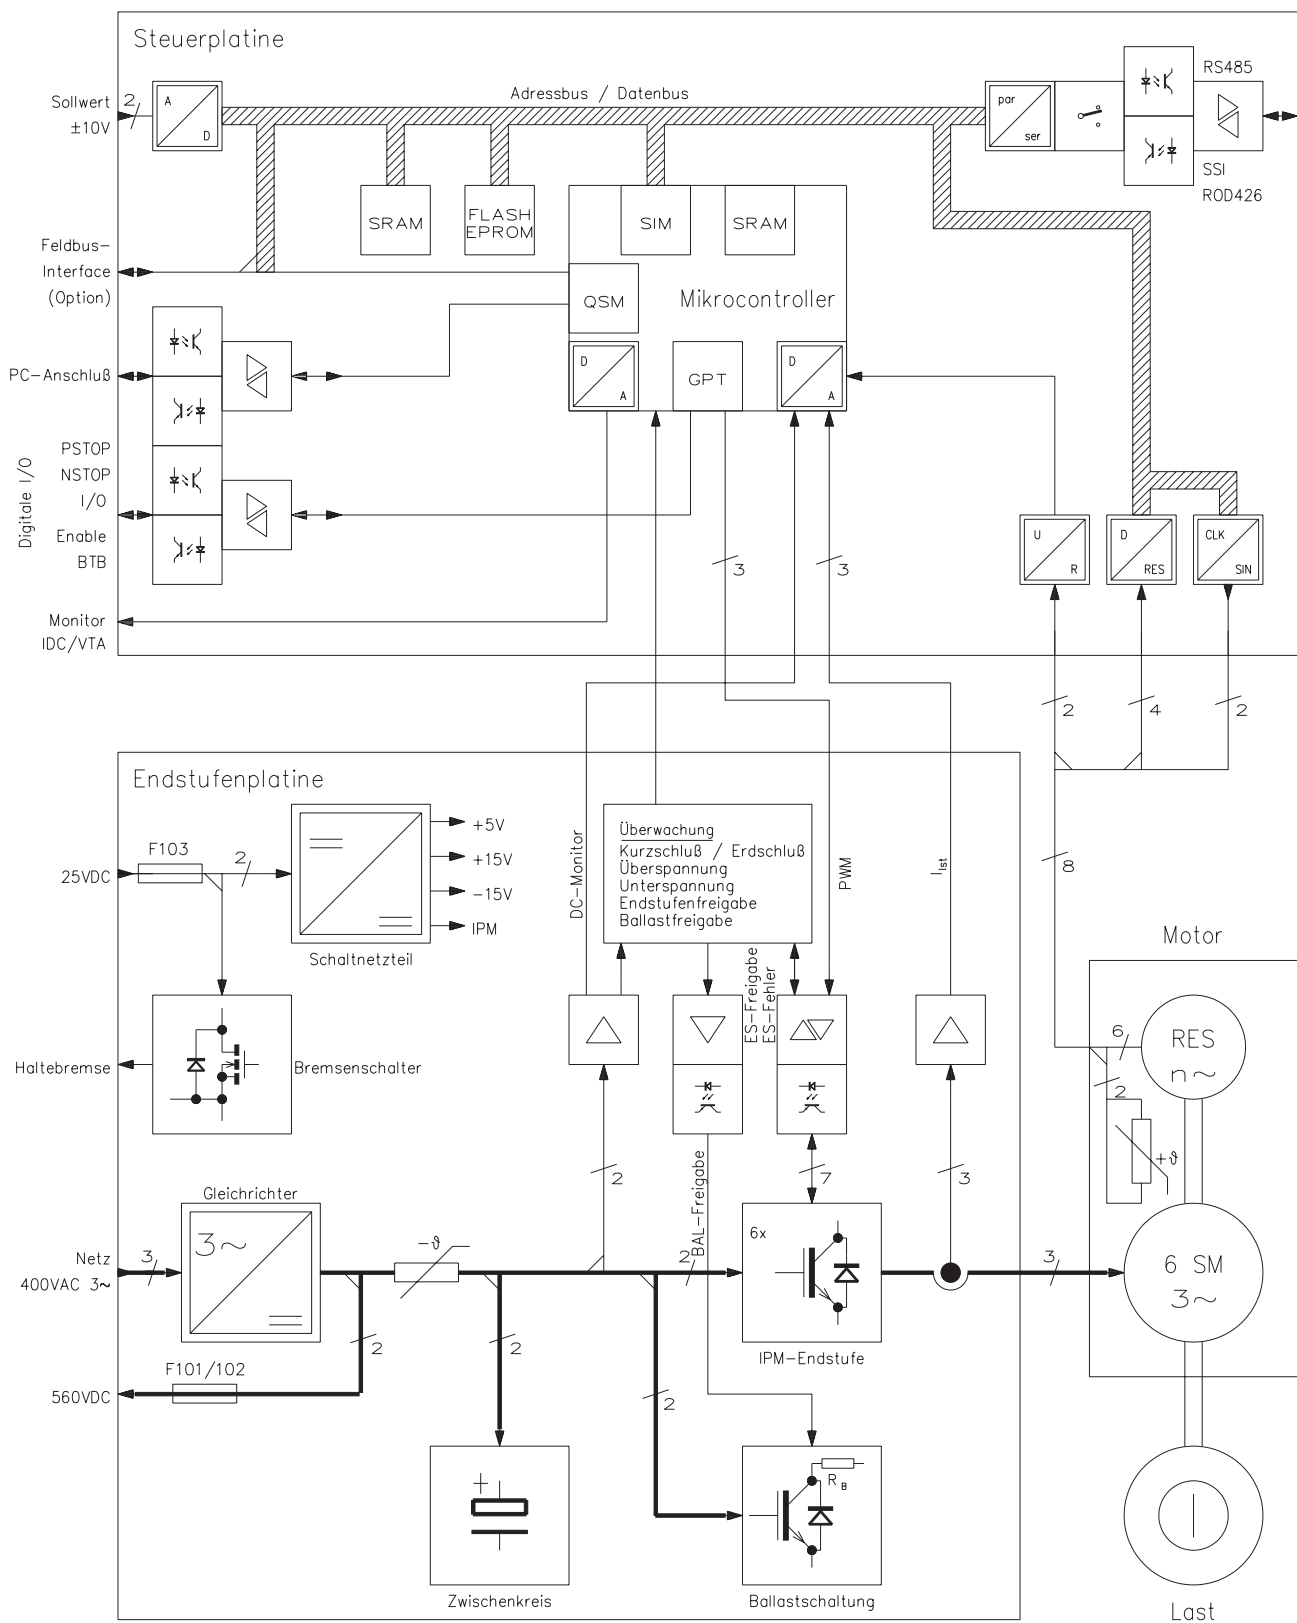 Steuerplatine
Sollwert
±10V
2
A
D
Adressbus / Datenbus
par
ser
RS485
SSI
ROD426
SRAM
FLASH
EPROM
SIM
SRAM
Feldbus-
Interface
(Option)
QSM
Mikrocontroller
PC-Anschluß
D
A
GPT
D
A
Digitale I/O
PSTOP
NSTOP
I/O
Enable
BTB
U
R
D
RES
CLK
SIN
3
3
Monitor
IDC/VTA
2
4
2
Endstufenplatine
25VDC
F103
2
+5V
+15V
-15V
IPM
Schaltnetzteil
DC-Monitor
Überwachung
Kurzschluß / Erdschluß
Überspannung
Unterspannung
Endstufenfreigabe
Ballastfreigabe
PWM
I Ist
8
Motor
Haltebremse
Bremsenschalter
ES-Freigabe
ES-Fehler
6
RES
n~
2
+ϑ
2
BAL-Freigabe
7
3
Gleichrichter
Netz
400VAC 3~
3
3~
-ϑ
2
6x
3
6 SM
3~
IPM-Endstufe
2
2
2
F101/102
560VDC
+
Zwischenkreis
R B
Ballastschaltung
Last